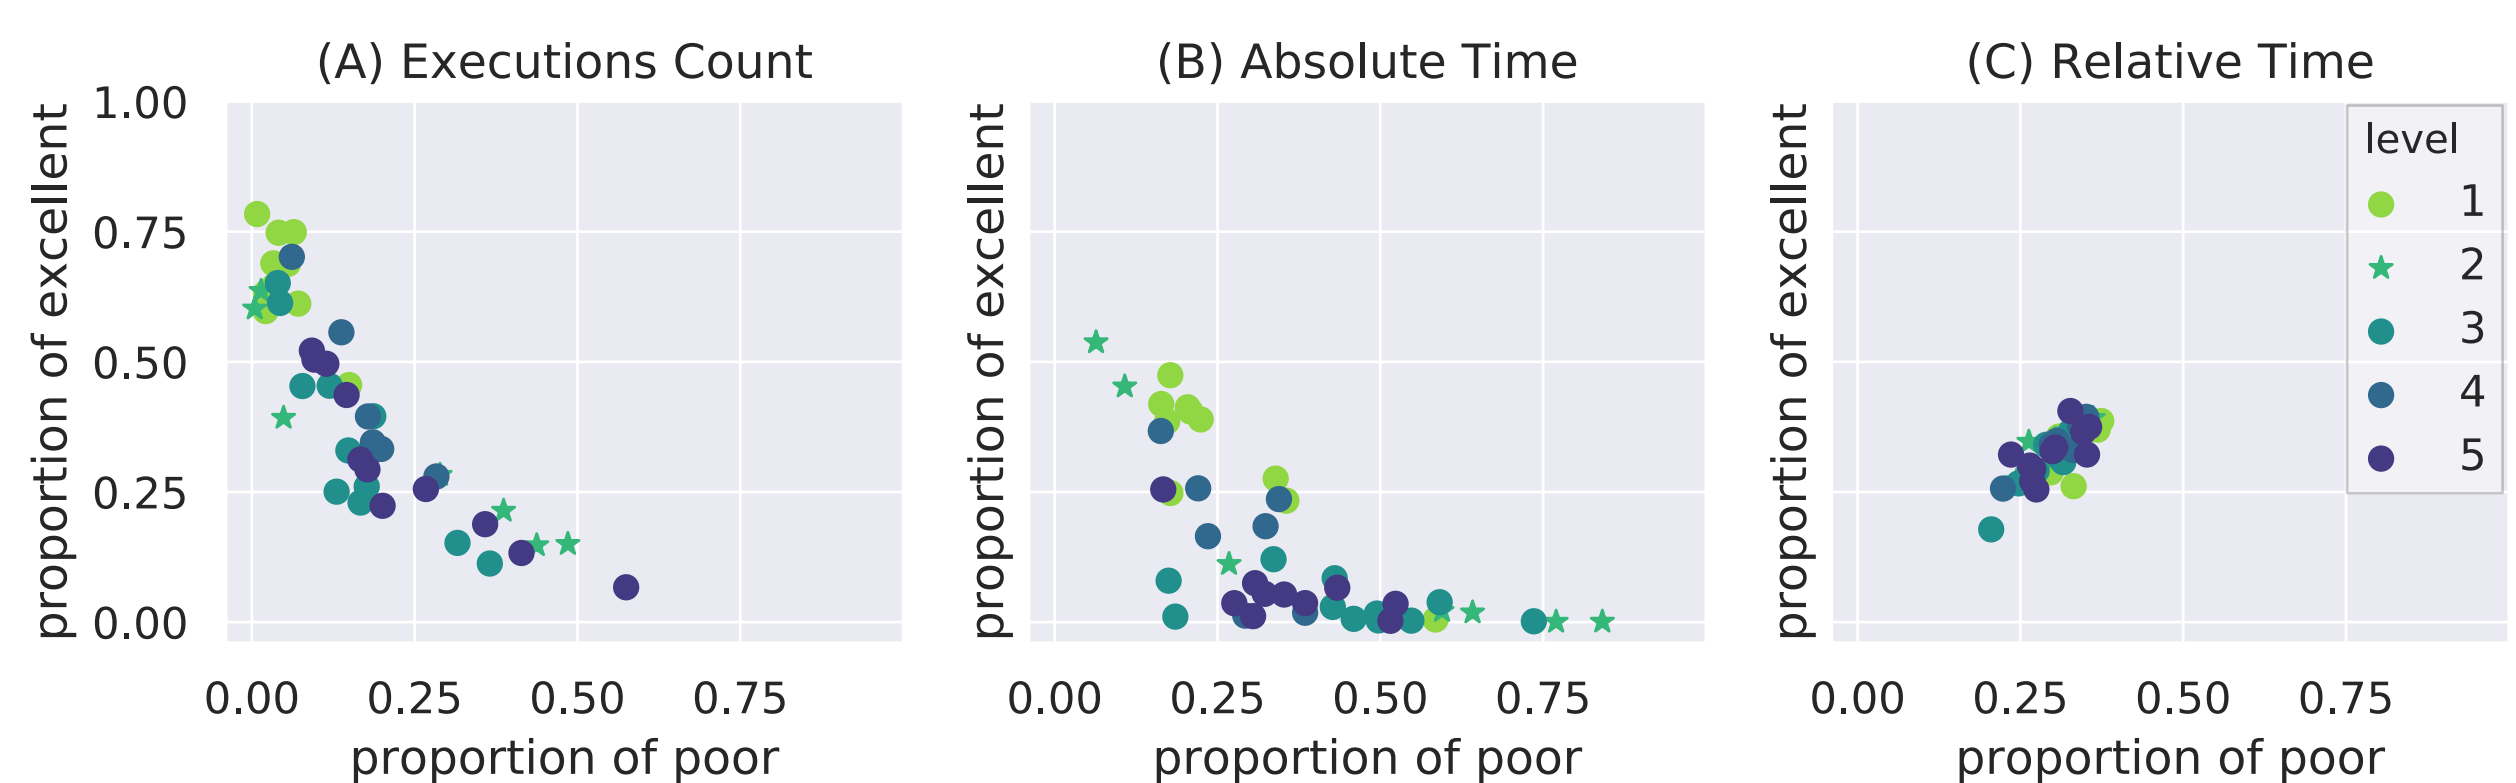 (A) Executions Count
proportion of excellent
1.00
0.75
0.50
0.25
0.00
0.00 0.25 0.50 0.75
proportion of poor
(B) Absolute Time
proportion of excellent
0.00 0.25 0.50 0.75
proportion of poor
(C) Relative Time
proportion of excellent
level
1
2
3
4
5
0.00 0.25 0.50 0.75
proportion of poor